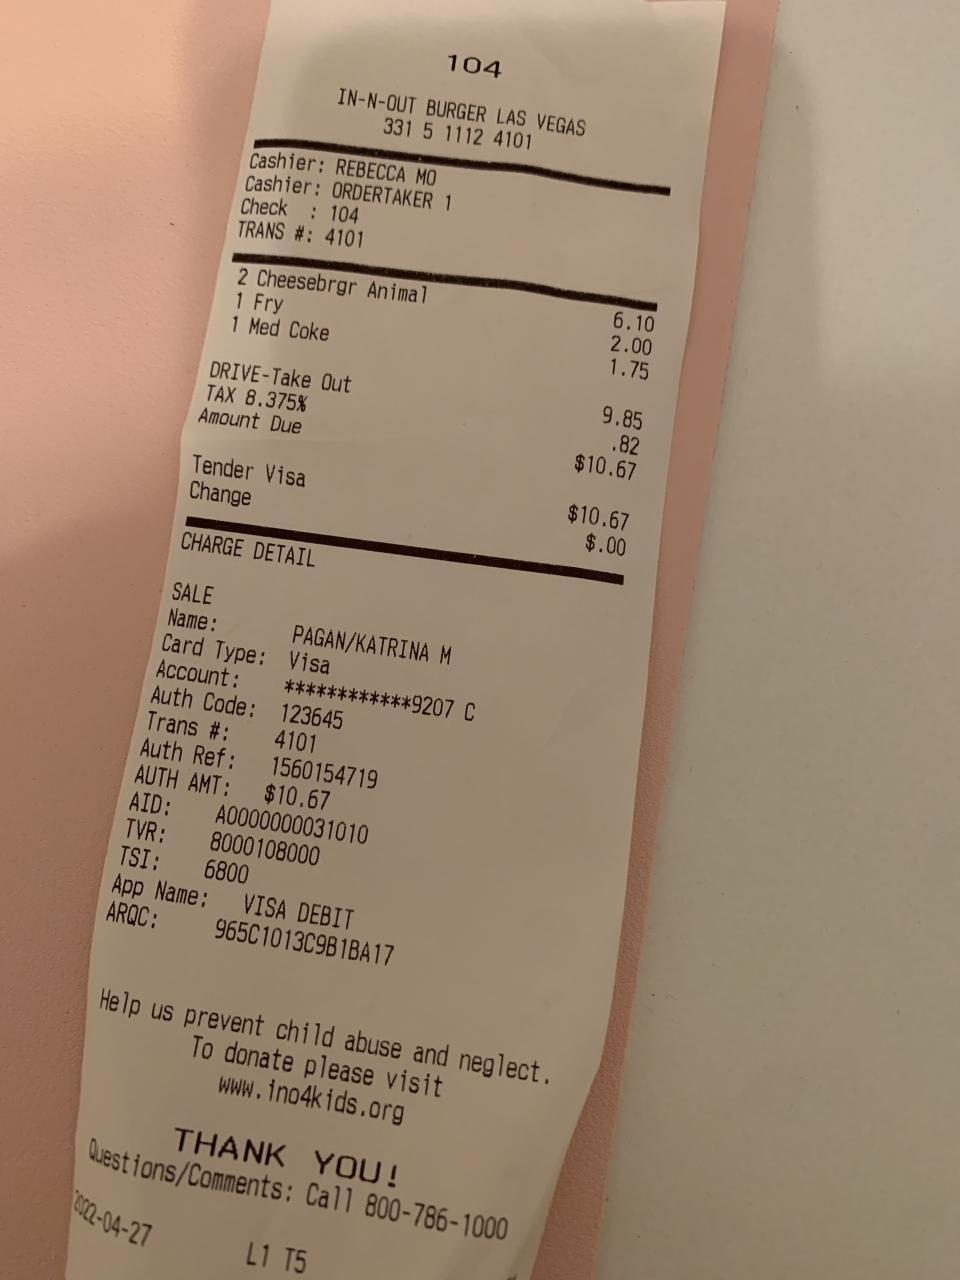 104
IN-N-OUT BURGER LAS VEGAS
331 5 1112 4101
Cashier: REBECCA MO
Cashier: ORDERTAKER 1
Check : 104
TRANS #: 4101
2 Cheesebrgr Animal 6.10
1 Fry 2.00
1 Med Coke 1.75
DRIVE-Take Out 9.85
TAX 8.375% .82
Amount Due $10.67
Tender Visa $10.67
Change $.00
CHARGE DETAIL
SALE
Name: PAGAN/KATRINA M
Card Type: Visa
Account: ************9207 C
Auth Code: 123645
Trans #: 4101
Auth Ref: 1560154719
AUTH AMT: $10.67
AID: A0000000031010
TVR: 8000108000
TSI: 6800
App Name: VISA DEBIT
ARQC: 965C1013C9B1BA17
Help us prevent child abuse and neglect.
To donate please visit
www.ino4kids.org
THANK YOU!
Questions/Comments: Call 800-786-1000
2022-04-27 L1 T5